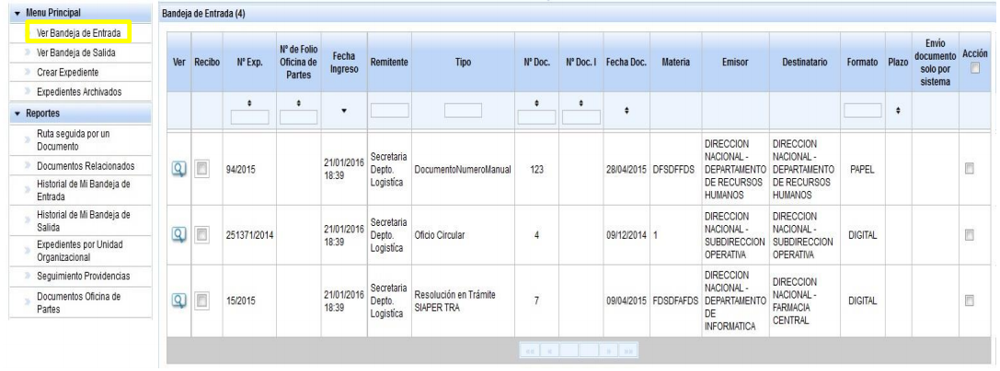 Menu Principal
Ver Bandeja de Entrada
Ver Bandeja de Salida
Crear Expediente
Expedientes Archivados
Reportes
Ruta seguida por un
Documento
Documentos Relacionados
Historial de Mi Bandeja de
Entrada
Historial de Mi Bandeja de
Salida
Expedientes por Unidad
Organizacional
Seguimiento Providencias
Documentos Oficina de
Partes
Bandeja de Entrada (4)
Ver
Recibo
N° Exp.
N° de Folio
Oficina de
Partes
Fecha
Ingreso
Remitente
Tipo
N° Doc.
N° Doc. I
Fecha Doc.
Materia
Emisor
Destinatario
Formato
Plazo
Envio
documento
solo por
sistema
Acción
94/2015
21/01/2016
18:39
Secretaria
Depto.
Logistíca
DocumentoNumeroManual
123
28/04/2015
DFSDFFDS
DIRECCION
NACIONAL -
DEPARTAMENTO
DE RECURSOS
HUMANOS
DIRECCION
NACIONAL -
DEPARTAMENTO
DE RECURSOS
HUMANOS
PAPEL
251371/2014
21/01/2016
18:39
Secretaria
Depto.
Logistíca
Oficio Circular
4
09/12/2014
1
DIRECCION
NACIONAL -
SUBDIRECCION
OPERATIVA
DIRECCION
NACIONAL -
SUBDIRECCION
OPERATIVA
DIGITAL
15/2015
21/01/2016
18:39
Secretaria
Depto.
Logistíca
Resolución en Trámite
SIAPER TRA
7
09/04/2015
FDSDFAFDS
DIRECCION
NACIONAL -
DEPARTAMENTO
DE
INFORMATICA
DIRECCION
NACIONAL -
FARMACIA
CENTRAL
DIGITAL
«« « » »»